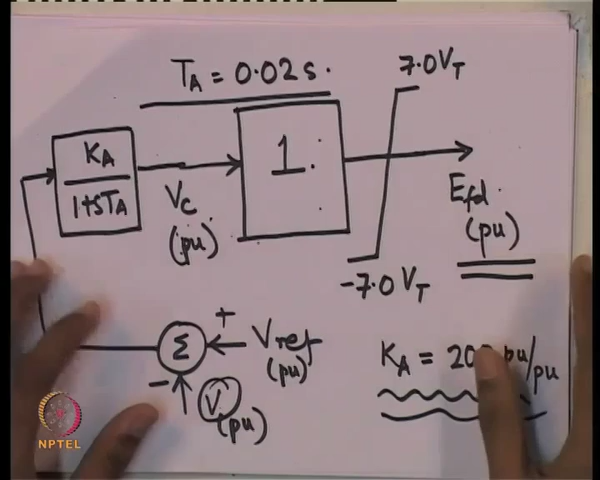 T_A = 0.02 s.
7.0 V_T
K_A
1+sT_A
1.
V_c
(pu)
E_fd.
(pu)
-7.0 V_T
+
Σ
V_ref
(pu)
-
V
(pu)
K_A = pu/pu
NPTEL